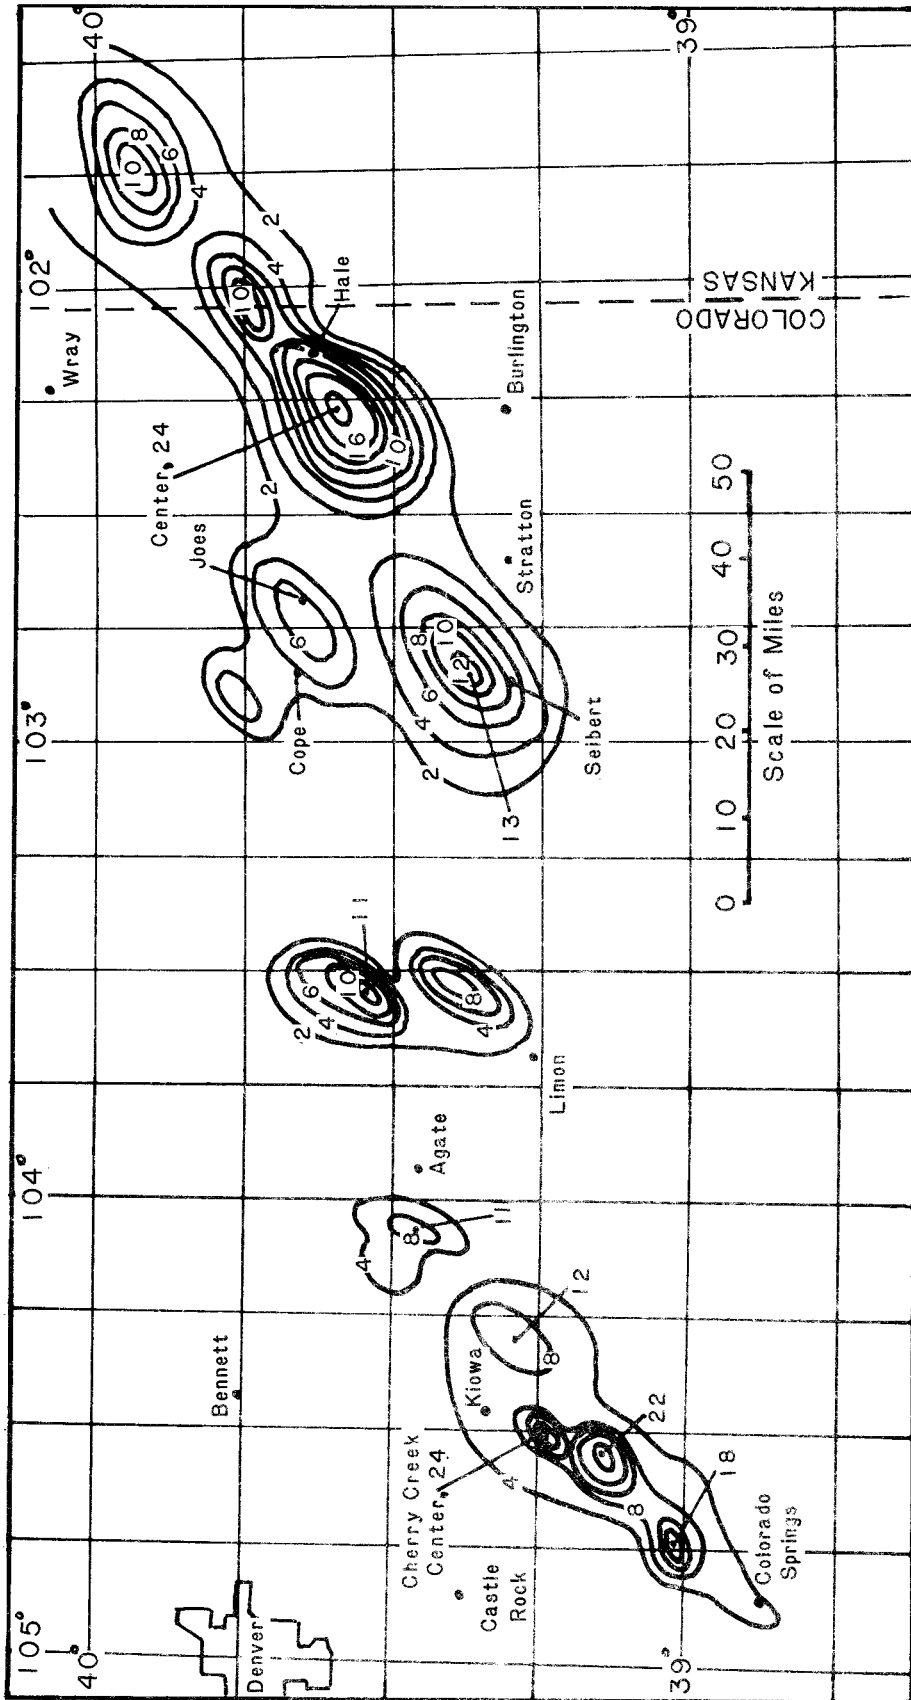 105°
104°
103°
102°
40
40
Wray
Denver
Bennett
Center, 24
Joes
2
10
8
6
4
2
4
10
Hale
Cope
6
2
6
4
10
11
16
10
Cherry Creek
Center, 24
4
8
11
Agate
2
4
6
8
10
12
13
Castle
Rock
Kiowa
4
8
12
8
4
Limon
Seibert
Stratton
Burlington
8
22
18
39
39
Colorado
Springs
0 10 20 30 40 50
Scale of Miles
COLORADO
KANSAS